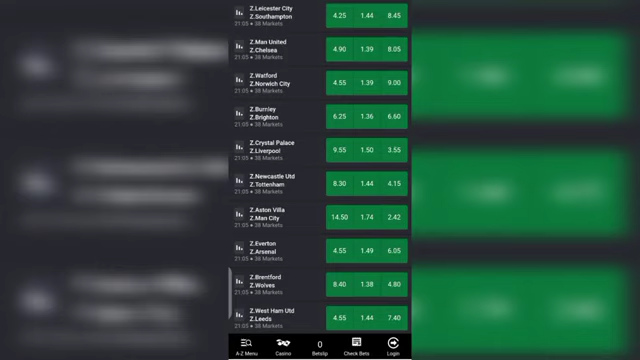 Z.Leicester City
Z.Southampton
21:05 • 38 Markets
4.25 1.44 8.45
Z.Man United
Z.Chelsea
21:05 • 38 Markets
4.90 1.39 8.05
Z.Watford
Z.Norwich City
21:05 • 38 Markets
4.55 1.39 9.00
Z.Burnley
Z.Brighton
21:05 • 38 Markets
6.25 1.36 6.60
Z.Crystal Palace
Z.Liverpool
21:05 • 38 Markets
9.55 1.50 3.55
Z.Newcastle Utd
Z.Tottenham
21:05 • 38 Markets
8.30 1.44 4.15
Z.Aston Villa
Z.Man City
21:05 • 38 Markets
14.50 1.74 2.42
Z.Everton
Z.Arsenal
21:05 • 38 Markets
4.55 1.49 6.05
Z.Brentford
Z.Wolves
21:05 • 38 Markets
8.40 1.38 4.80
Z.West Ham Utd
Z.Leeds
21:05 • 38 Markets
4.55 1.44 7.40
0
A-Z Menu Casino Betslip Check Bets Login